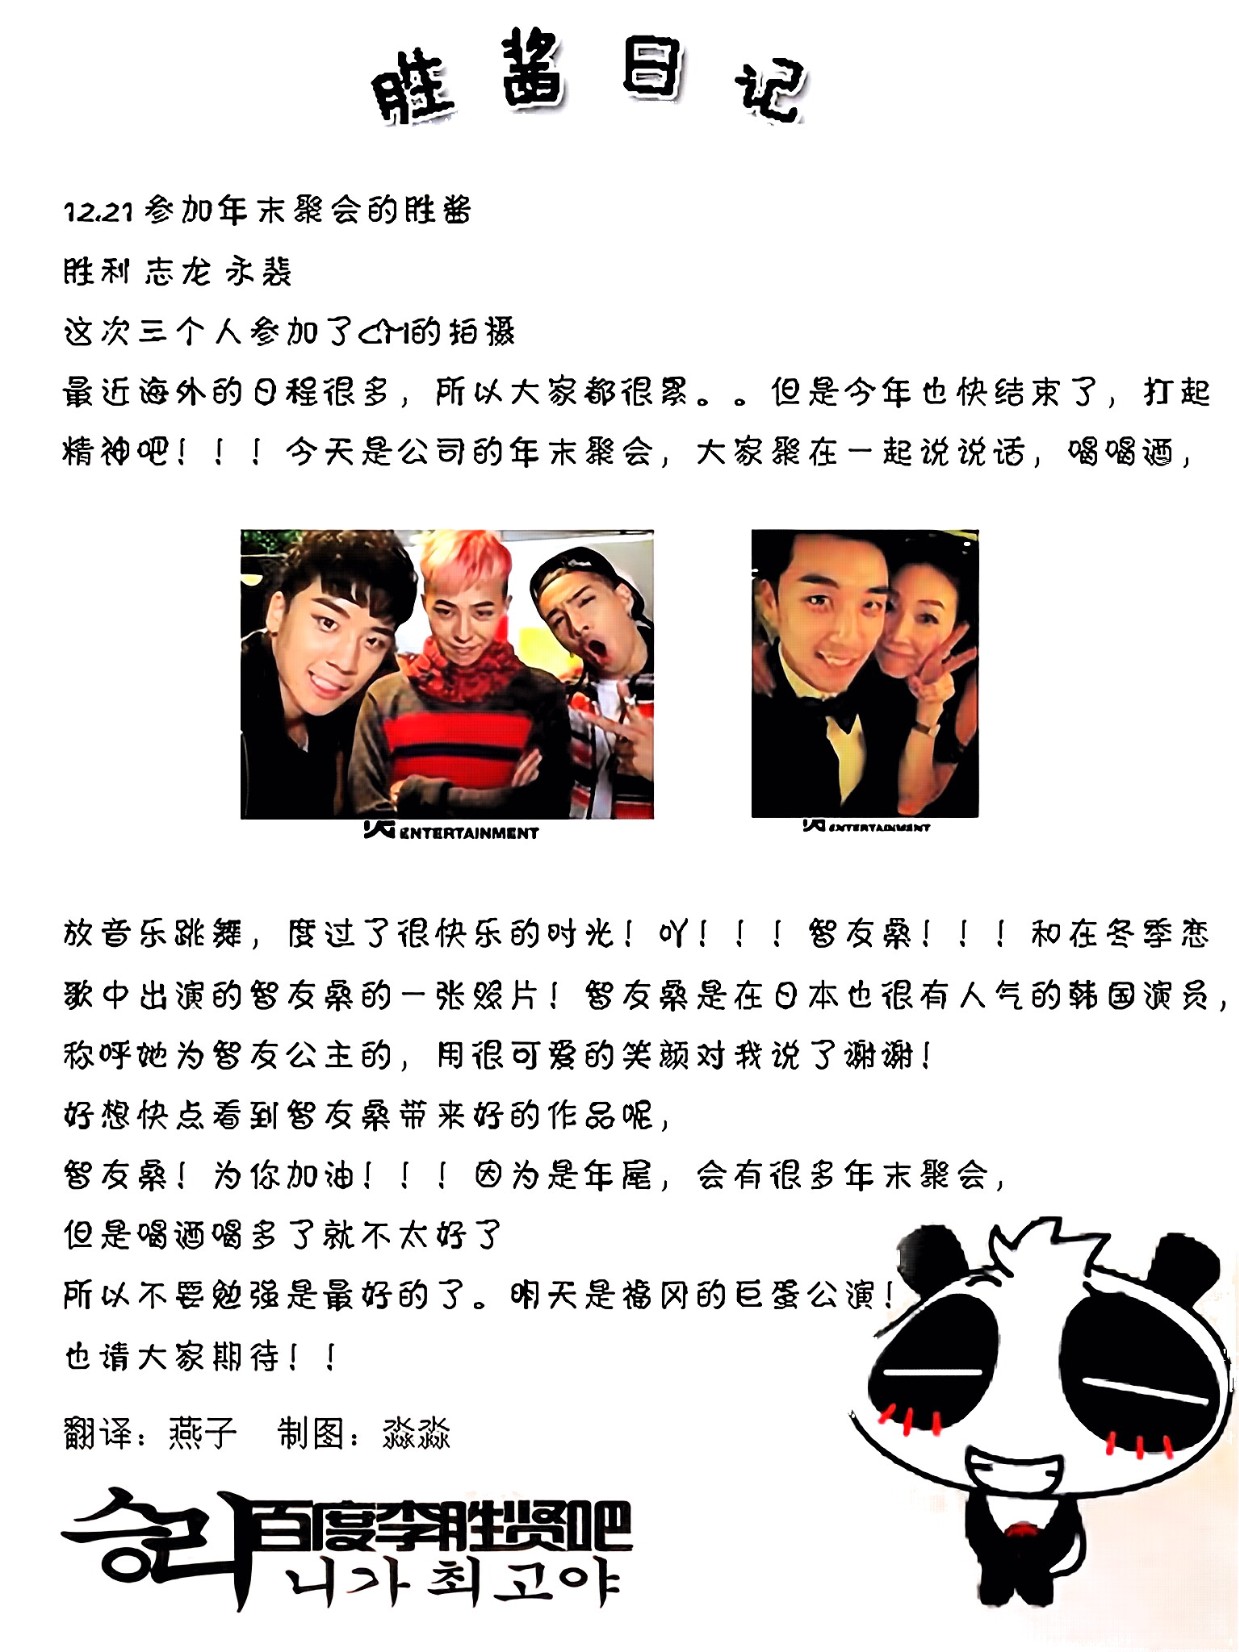 胜酱日记
12.21 参加年末聚会的胜酱
胜利 志龙 永裴
这次三个人参加了CM的拍摄
最近海外的日程很多，所以大家都很累。。但是今年也快结束了，打起
精神吧！！！今天是公司的年末聚会，大家聚在一起说说话，喝喝酒，
YG ENTERTAINMENT
YG ENTERTAINMENT
放音乐跳舞，度过了很快乐的时光！吖！！！智友桑！！！和在冬季恋
歌中出演的智友桑的一张照片！智友桑是在日本也很有人气的韩国演员，
称呼她为智友公主的，用很可爱的笑颜对我说了谢谢！
好想快点看到智友桑带来好的作品呢，
智友桑！为你加油！！！因为是年尾，会有很多年末聚会，
但是喝酒喝多了就不太好了
所以不要勉强是最好的了。明天是福冈的巨蛋公演！
也请大家期待！！
翻译：燕子 制图：淼淼
승리百度李胜贤吧
니가 최고야